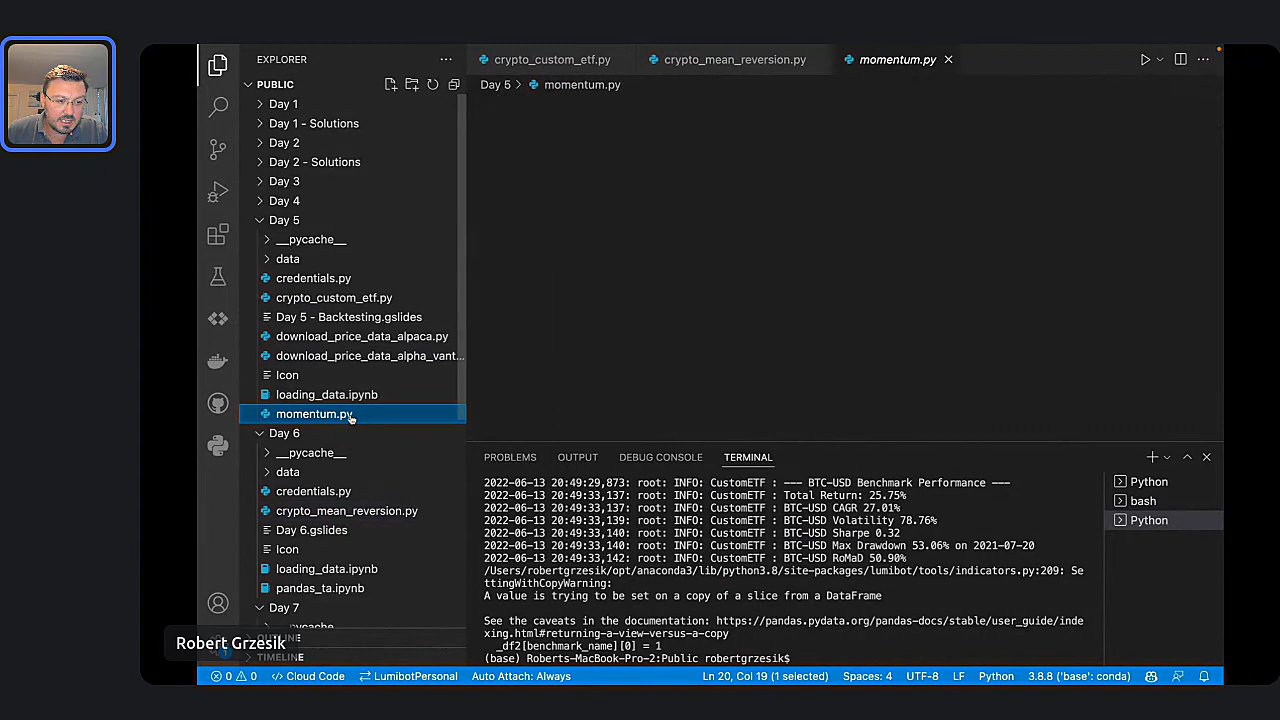 EXPLORER
PUBLIC
Day 1
Day 1 - Solutions
Day 2
Day 2 - Solutions
Day 3
Day 4
Day 5
__pycache__
data
credentials.py
crypto_custom_etf.py
Day 5 - Backtesting.gslides
download_price_data_alpaca.py
download_price_data_alpha_vant...
Icon
loading_data.ipynb
momentum.py
Day 6
__pycache__
data
credentials.py
crypto_mean_reversion.py
Day 6.gslides
Icon
loading_data.ipynb
pandas_ta.ipynb
Day 7
TIMELINE
Robert Grzesik
crypto_custom_etf.py
crypto_mean_reversion.py
momentum.py
Day 5 > momentum.py
PROBLEMS OUTPUT DEBUG CONSOLE TERMINAL
2022-06-13 20:49:29,873: root: INFO: CustomETF : --- BTC-USD Benchmark Performance ---
2022-06-13 20:49:33,137: root: INFO: CustomETF : Total Return: 25.75%
2022-06-13 20:49:33,137: root: INFO: CustomETF : BTC-USD CAGR 27.01%
2022-06-13 20:49:33,139: root: INFO: CustomETF : BTC-USD Volatility 78.76%
2022-06-13 20:49:33,140: root: INFO: CustomETF : BTC-USD Sharpe 0.32
2022-06-13 20:49:33,140: root: INFO: CustomETF : BTC-USD Max Drawdown 53.06% on 2021-07-20
2022-06-13 20:49:33,142: root: INFO: CustomETF : BTC-USD RoMaD 50.90%
/Users/robertgrzesik/opt/anaconda3/lib/python3.8/site-packages/lumibot/tools/indicators.py:209: Se
ttingWithCopyWarning:
A value is trying to be set on a copy of a slice from a DataFrame
See the caveats in the documentation: https://pandas.pydata.org/pandas-docs/stable/user_guide/inde
xing.html#returning-a-view-versus-a-copy
_df2[benchmark_name][0] = 1
(base) Roberts-MacBook-Pro-2:Public robertgrzesik$
Python
bash
Python
0 0 Cloud Code LumibotPersonal Auto Attach: Always Ln 20, Col 19 (1 selected) Spaces: 4 UTF-8 LF Python 3.8.8 ('base': conda)